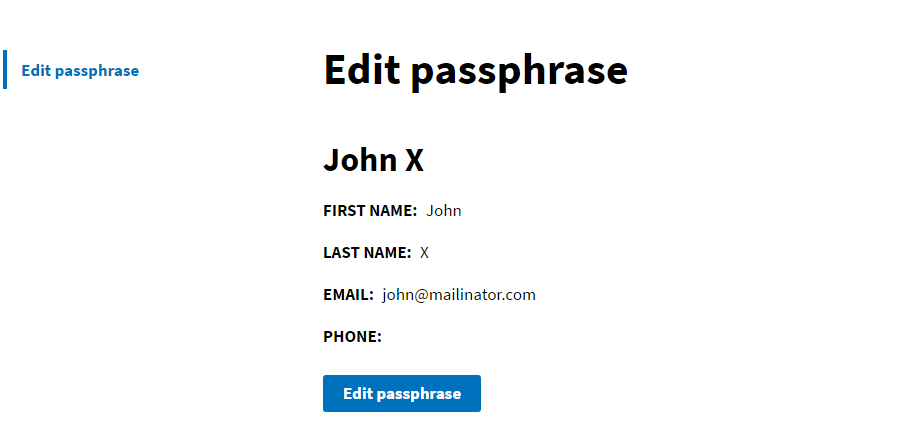 Edit passphrase
Edit passphrase
John X
FIRST NAME: John
LAST NAME: X
EMAIL: john@mailinator.com
PHONE:
Edit passphrase